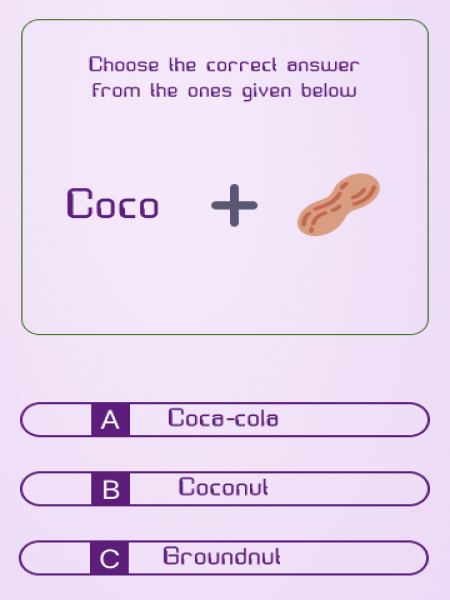 Choose the correct answer
from the ones given below
Coco +
A Coca-cola
B Coconut
C Groundnut